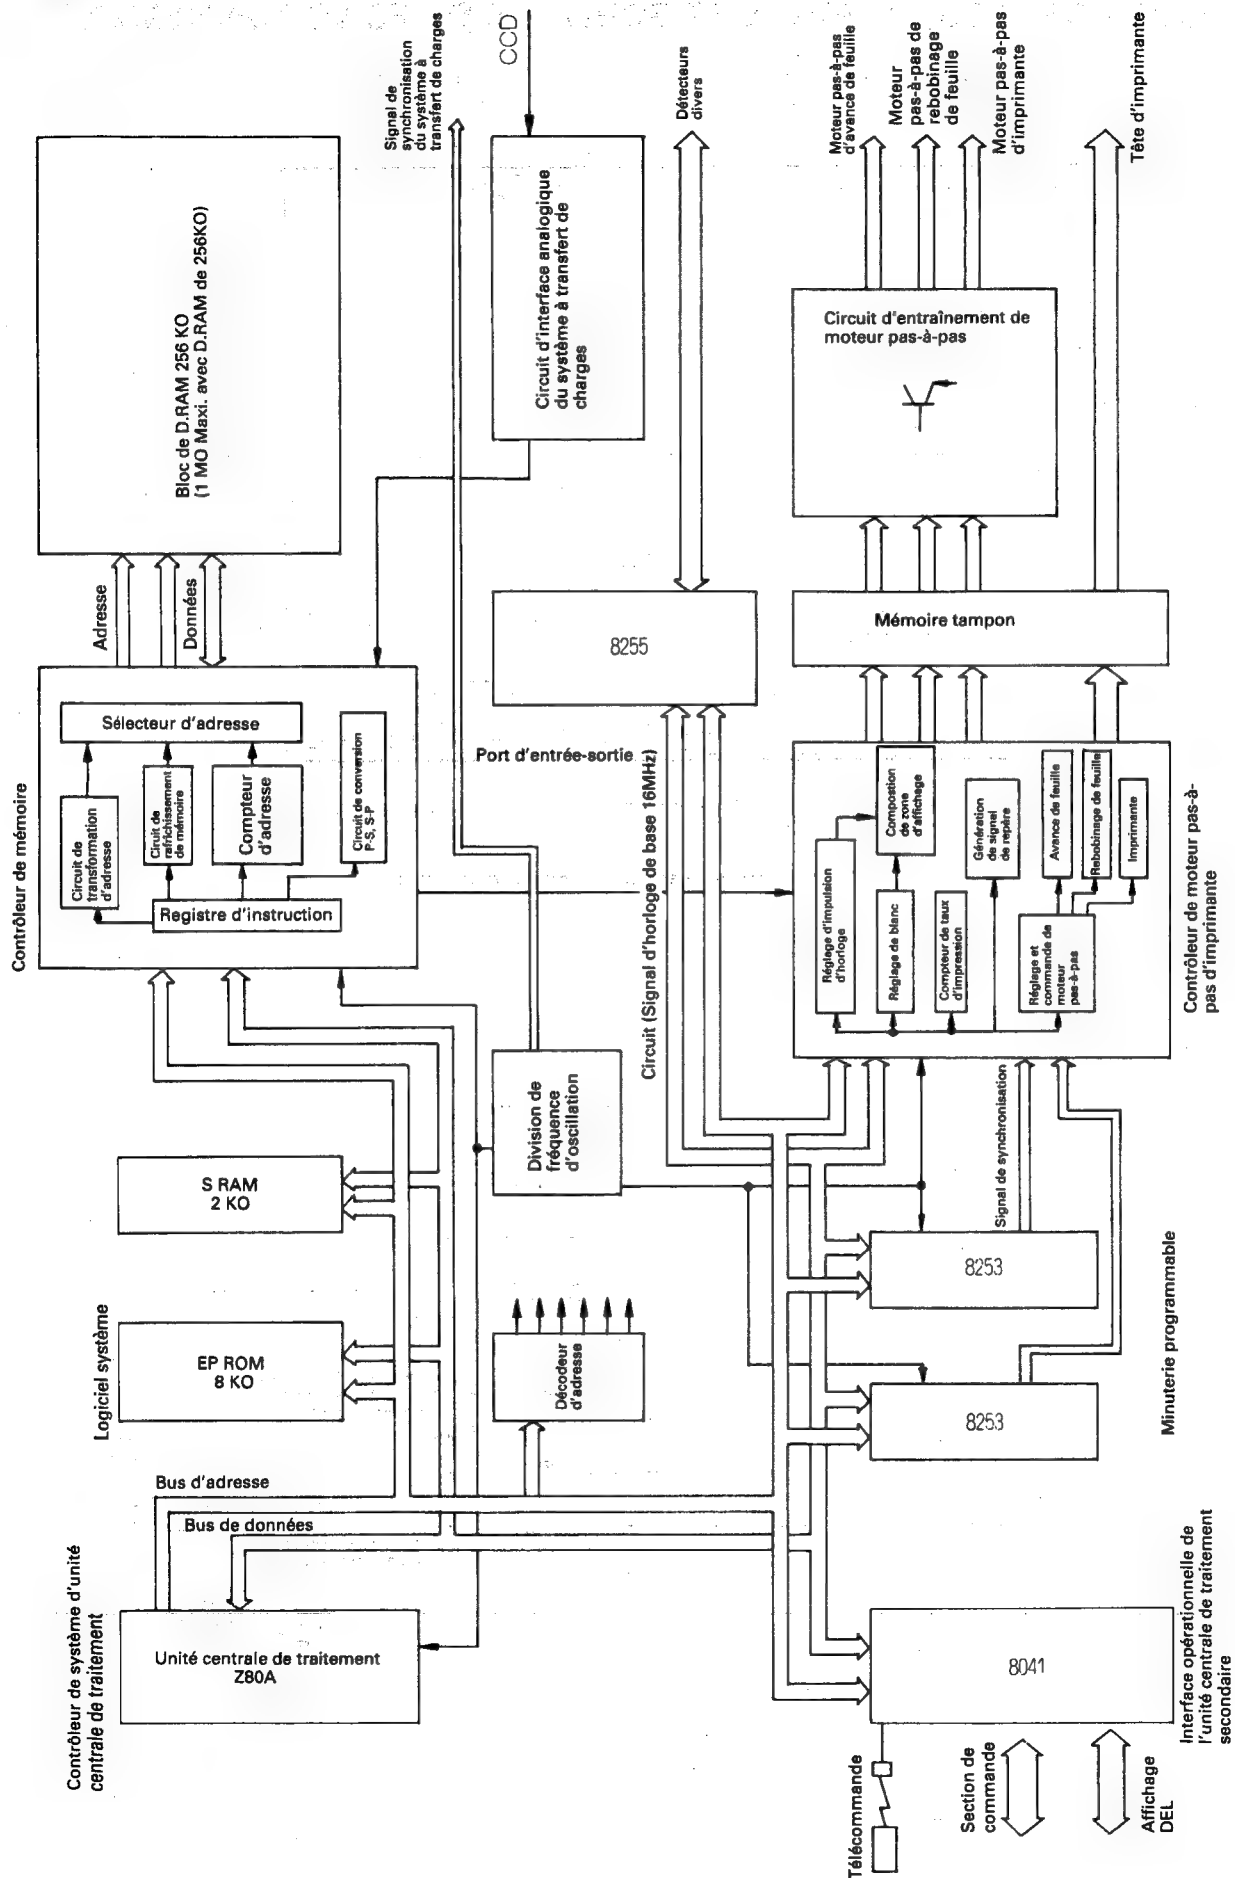 CCD
Signal de
synchronisation
du système à
transfert de charges
Détecteurs
divers
Moteur pas-à-pas
d'avance de feuille
Moteur
pas-à-pas de
rebobinage
de feuille
Moteur pas-à-pas
d'imprimante
Tête d'imprimante
Bloc de D.RAM 256 KO
(1 MO Maxi. avec D.RAM de 256KO)
Circuit d'interface analogique
du système à transfert de
charges
Circuit d'entraînement de
moteur pas-à-pas
Adresse
Données
8255
Mémoire tampon
Contrôleur de mémoire
Sélecteur d'adresse
Circuit de
transformation
d'adresse
Ciruit de
rafrichissement
de mémoire
Compteur
d'adresse
Circuit de conversion
P-S, S-P
Registre d'instruction
Port d'entrée-sortie
Circuit (Signal d'horloge de base 16MHz)
Réglage d'impulsion
d'horloge
Compostion
de zone
d'affichage
Réglage de blanc
Compteur de taux
d'impression
Génération
de signal
de repère
Réglage et
commande de
moteur
pas-à-pas
Avance de feuille
Rebobinage de feuille
Imprimante
Contrôleur de moteur pas-à-
pas d'imprimante
Division de
fréquence
d'oscillation
Signal de synchronisation
S RAM
2 KO
8253
Minuterie programmable
Logiciel système
EP ROM
8 KO
Décodeur
d'adresse
8253
Bus d'adresse
Bus de données
Contrôleur de système d'unité
centrale de traitement
Unité centrale de traitement
Z80A
8041
Interface opérationnelle de
l'unité centrale de traitement
secondaire
Télécommande
Section de
commande
Affichage
DEL